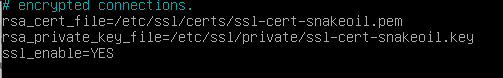 # encrypted connections.
rsa_cert_file=/etc/ssl/certs/ssl-cert-snakeoil.pem
rsa_private_key_file=/etc/ssl/private/ssl-cert-snakeoil.key
ssl_enable=YES